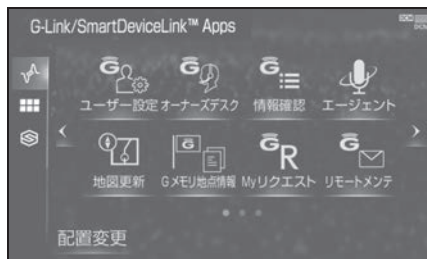 G-Link/SmartDeviceLink™ Apps
DCM
ユーザー設定 オーナーズデスク 情報確認 エージェント
地図更新 Gメモリ地点情報 Myリクエスト リモートメンテ
配置変更